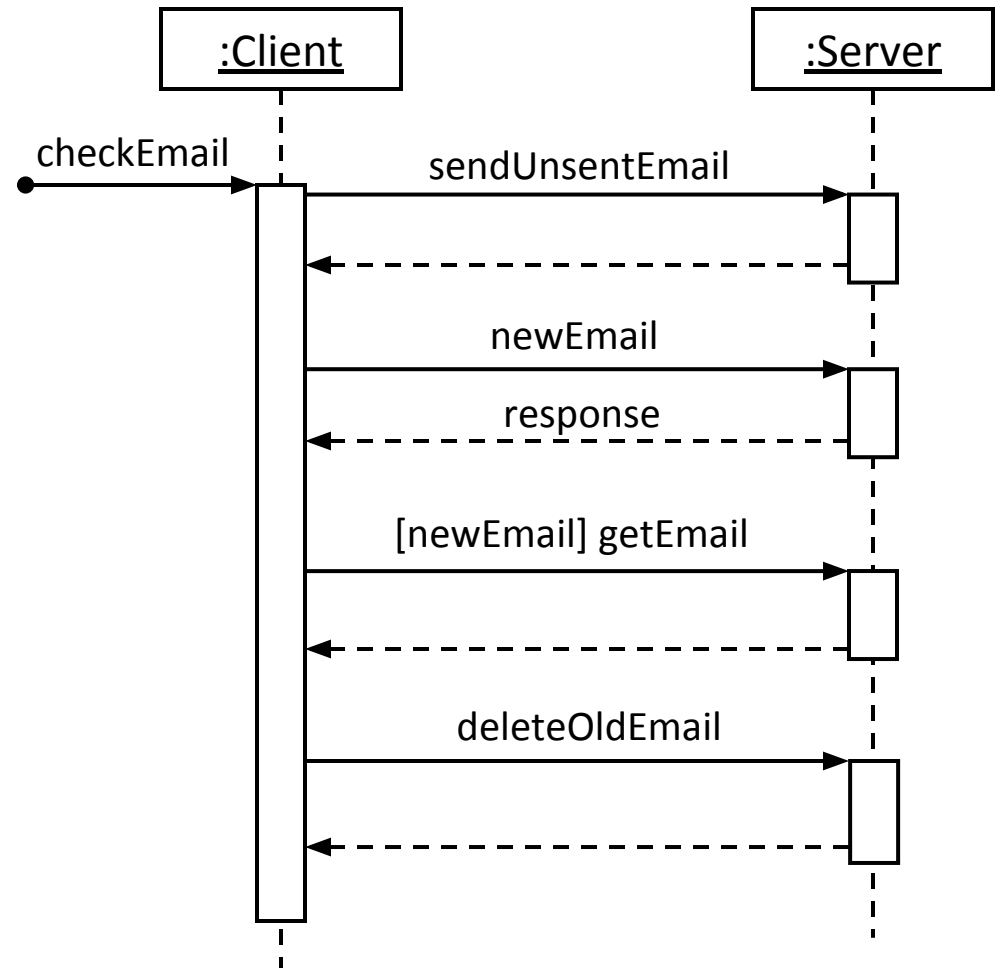 :Client
:Server
checkEmail
sendUnsentEmail
newEmail
response
[newEmail] getEmail
deleteOldEmail